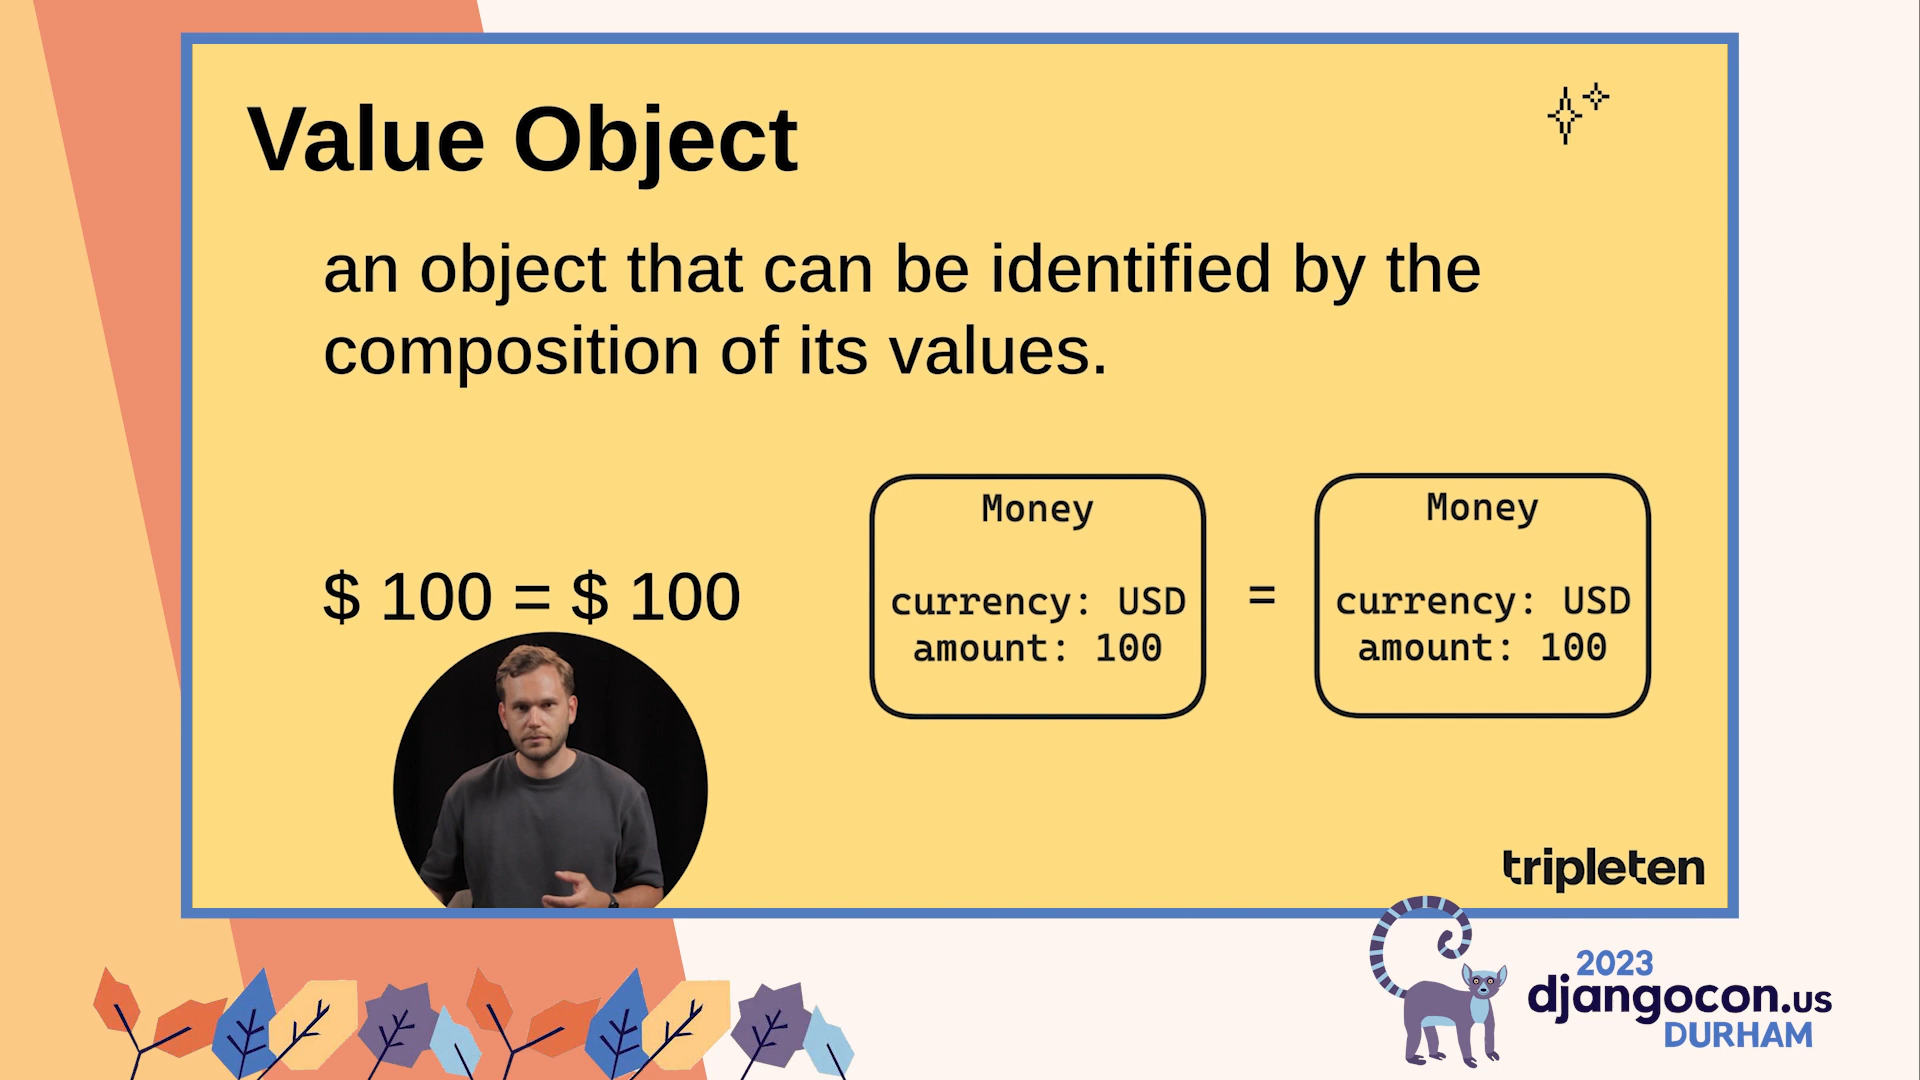 Value Object
an object that can be identified by the
composition of its values.
$ 100 = $ 100
Money
currency: USD
amount: 100
=
Money
currency: USD
amount: 100
tripleten
2023
djangocon.us
DURHAM